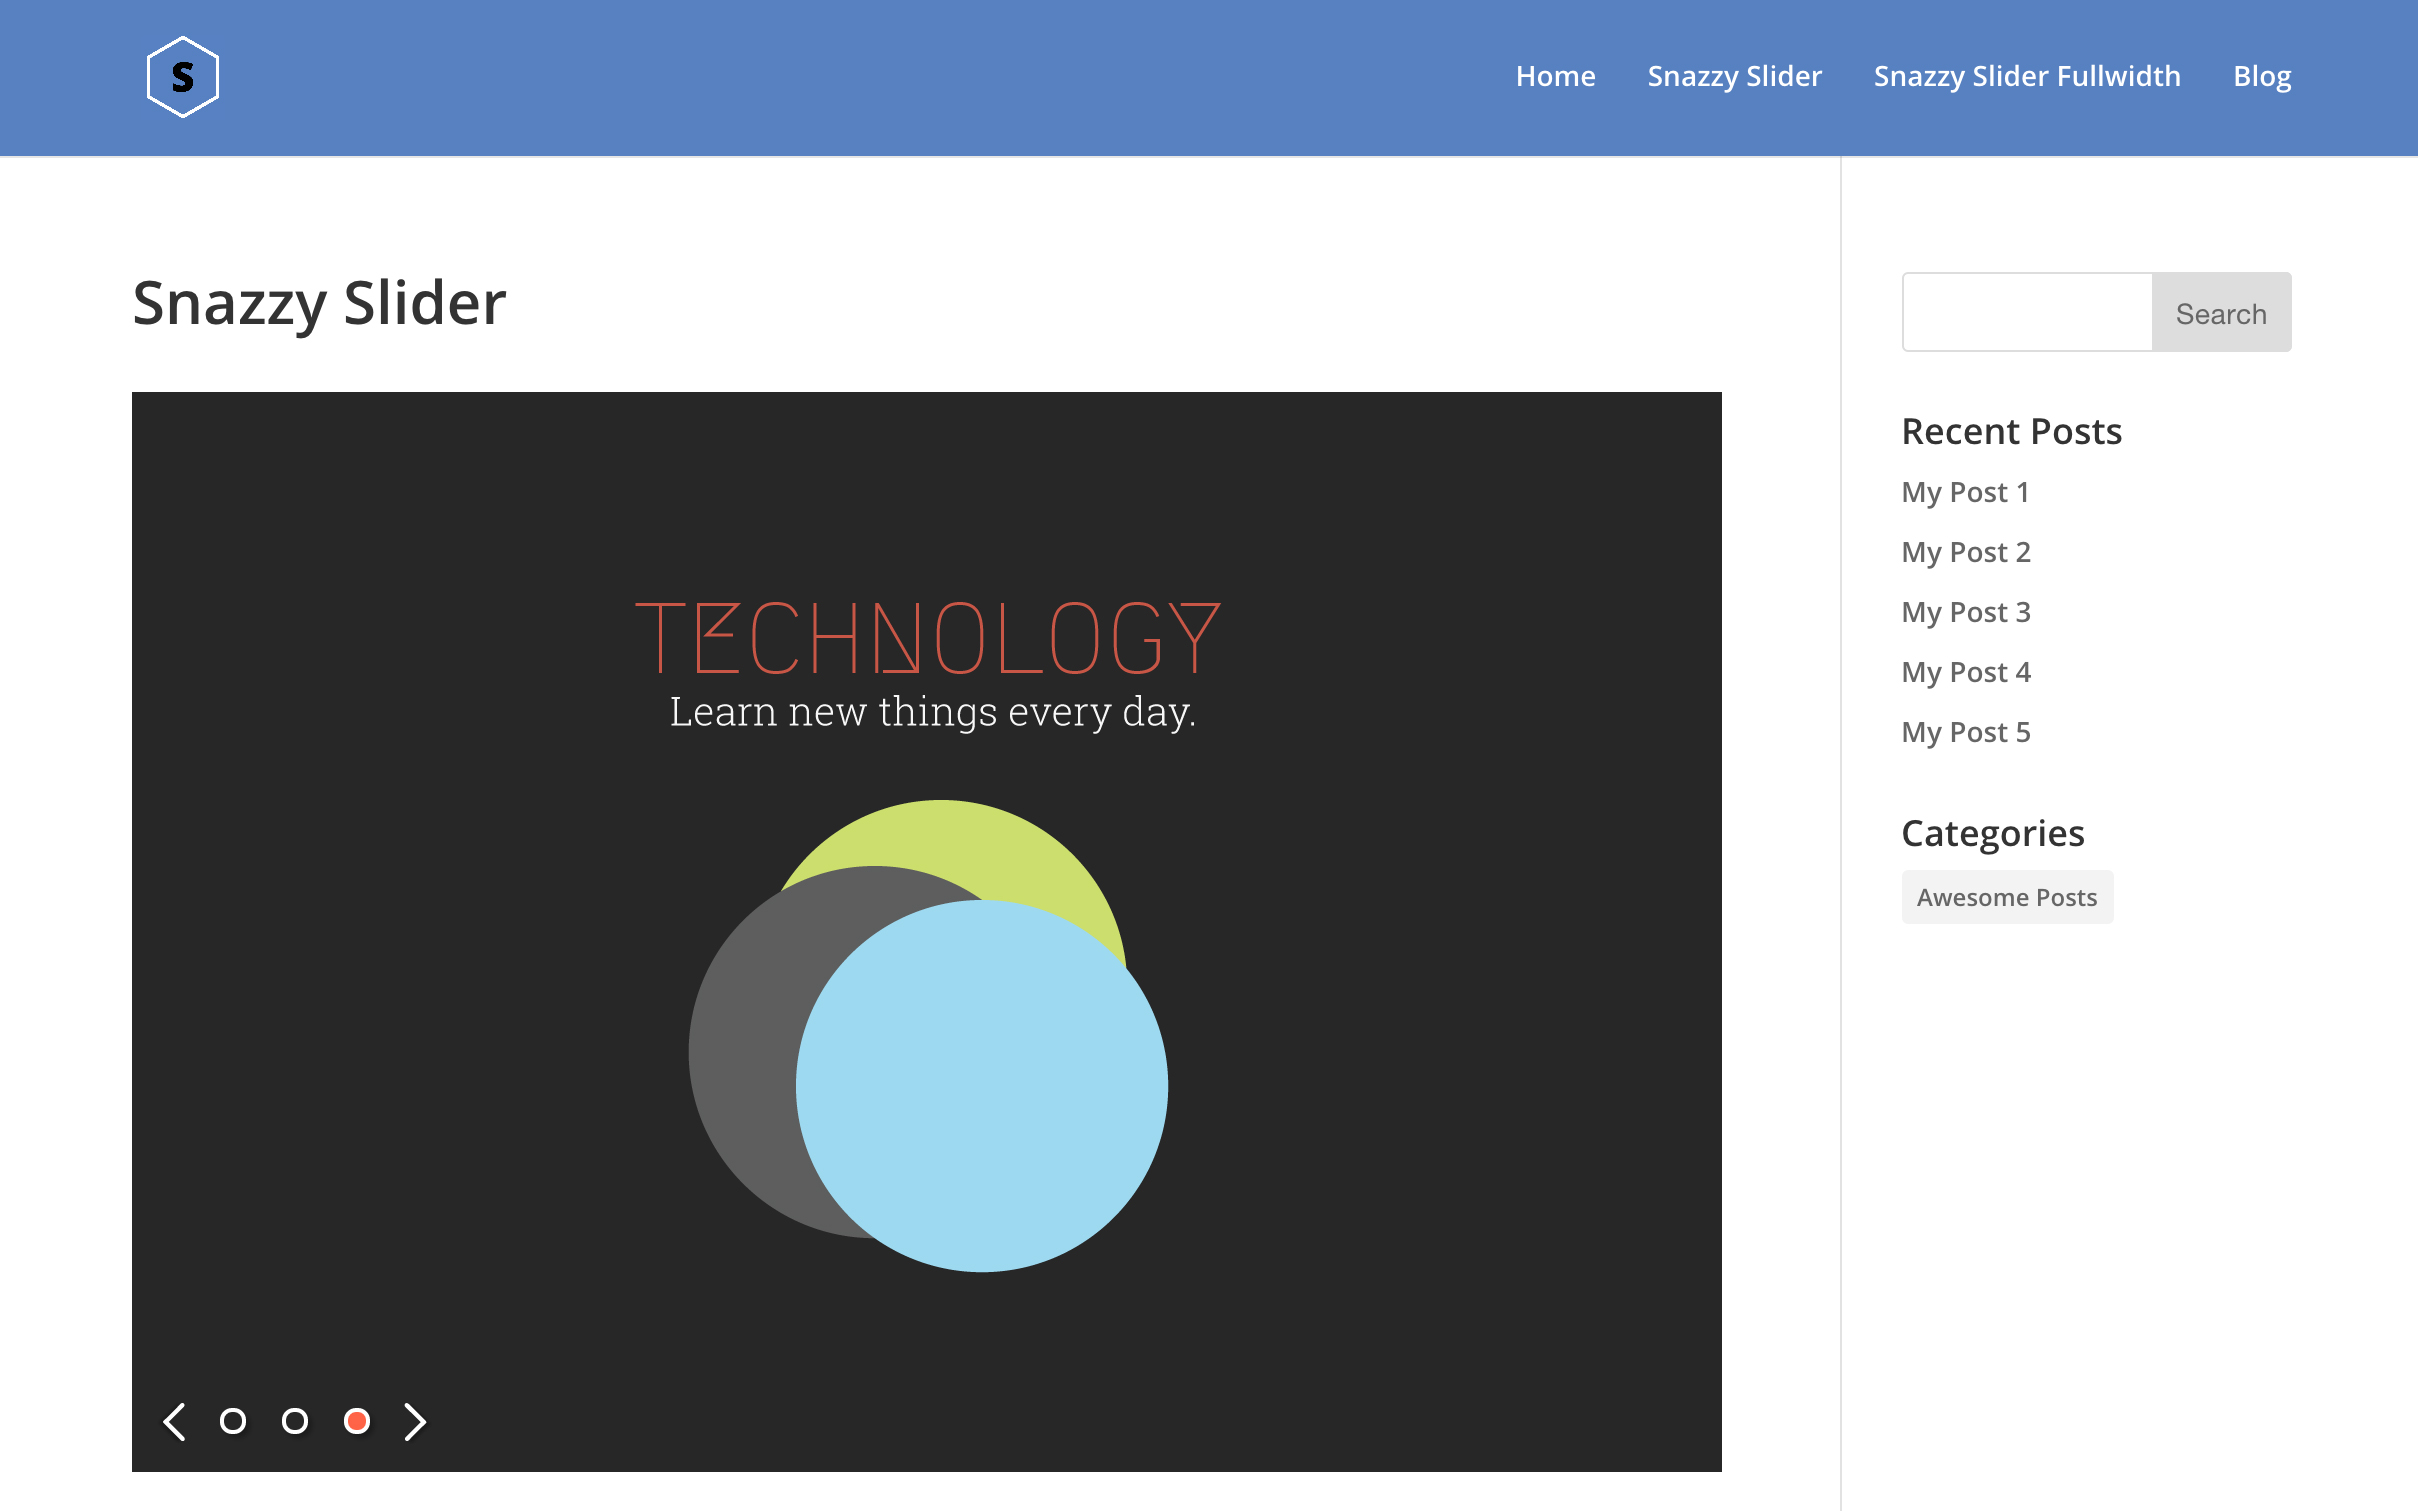 S
Home Snazzy Slider Snazzy Slider Fullwidth Blog
Snazzy Slider
TECHNOLOGY
Learn new things every day.
Search
Recent Posts
My Post 1
My Post 2
My Post 3
My Post 4
My Post 5
Categories
Awesome Posts